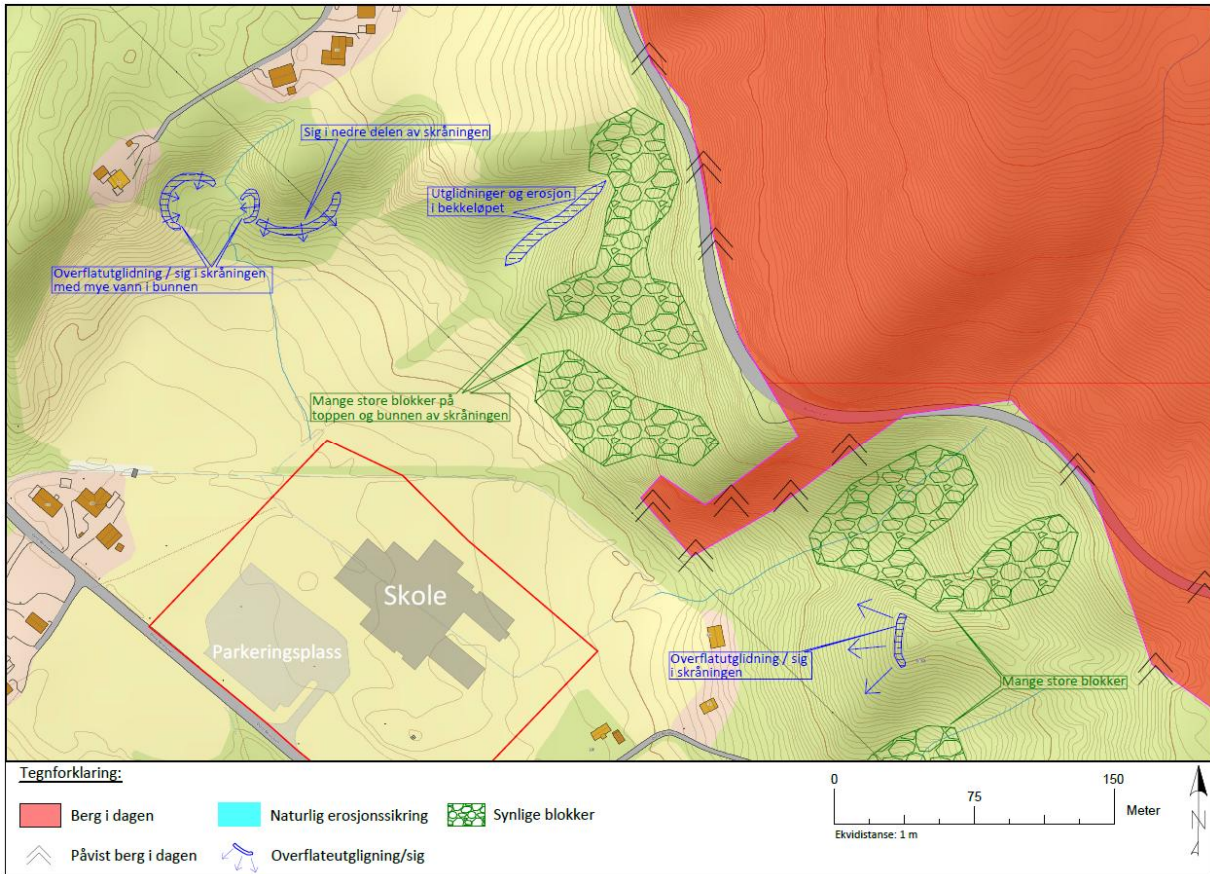 Sig i nedre delen av skråningen
Utglidninger og erosjon
i bekkeløpet
Overflatutglidning / sig i skråningen
med mye vann i bunnen
Mange store blokker på
toppen og bunnen av skråningen
Skole
Parkeringsplass
Overflatutglidning / sig
i skråningen
Mange store blokker
Tegnforklaring:
Berg i dagen
Naturlig erosjonssikring
Synlige blokker
Påvist berg i dagen
Overflateutgligning/sig
0
150
75
Meter
Ekvidistanse: 1 m
N